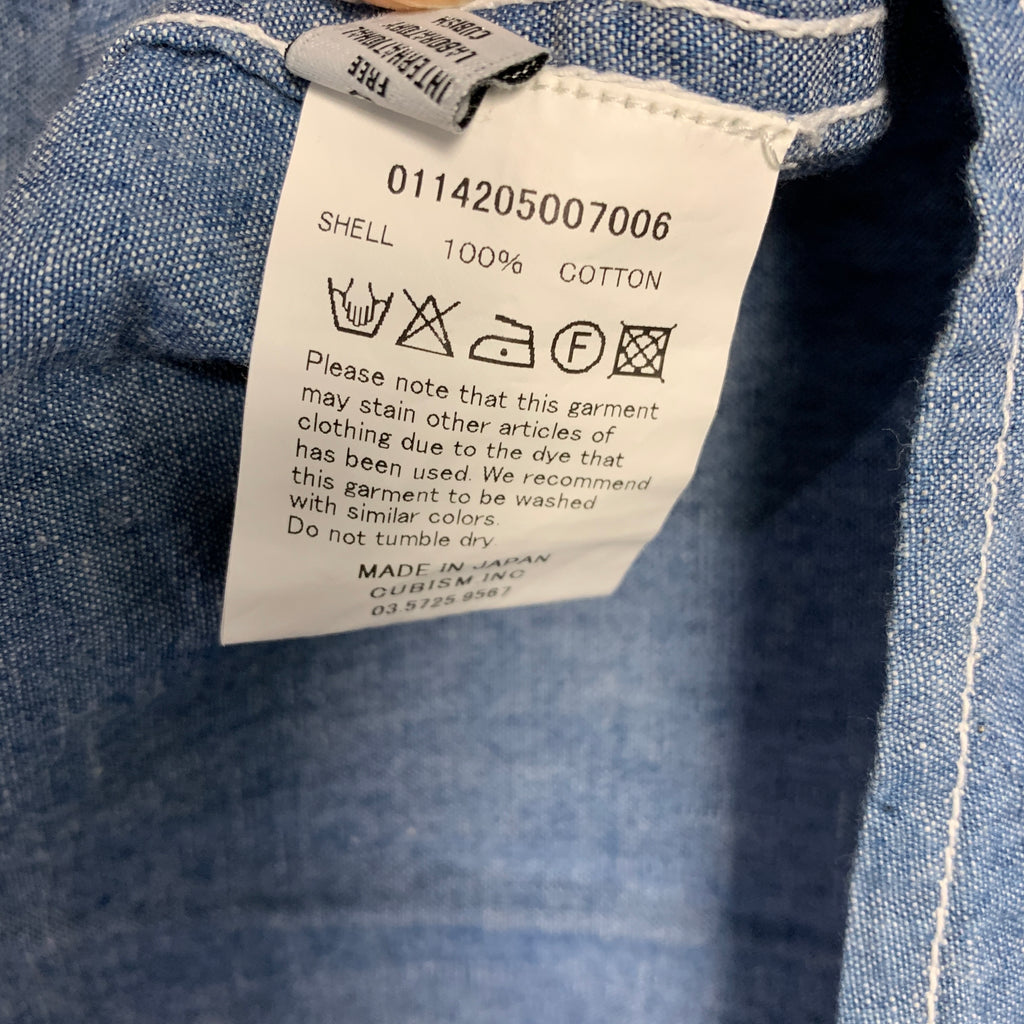 CUBISM
LABORATORY
INTERNATIONAL
FREE
0114205007006
SHELL 100% COTTON
F
Please note that this garment
may stain other articles of
clothing due to the dye that
has been used. We recommend
this garment to be washed
with similar colors.
Do not tumble dry.
MADE IN JAPAN
CUBISM INC
03.5725.9567